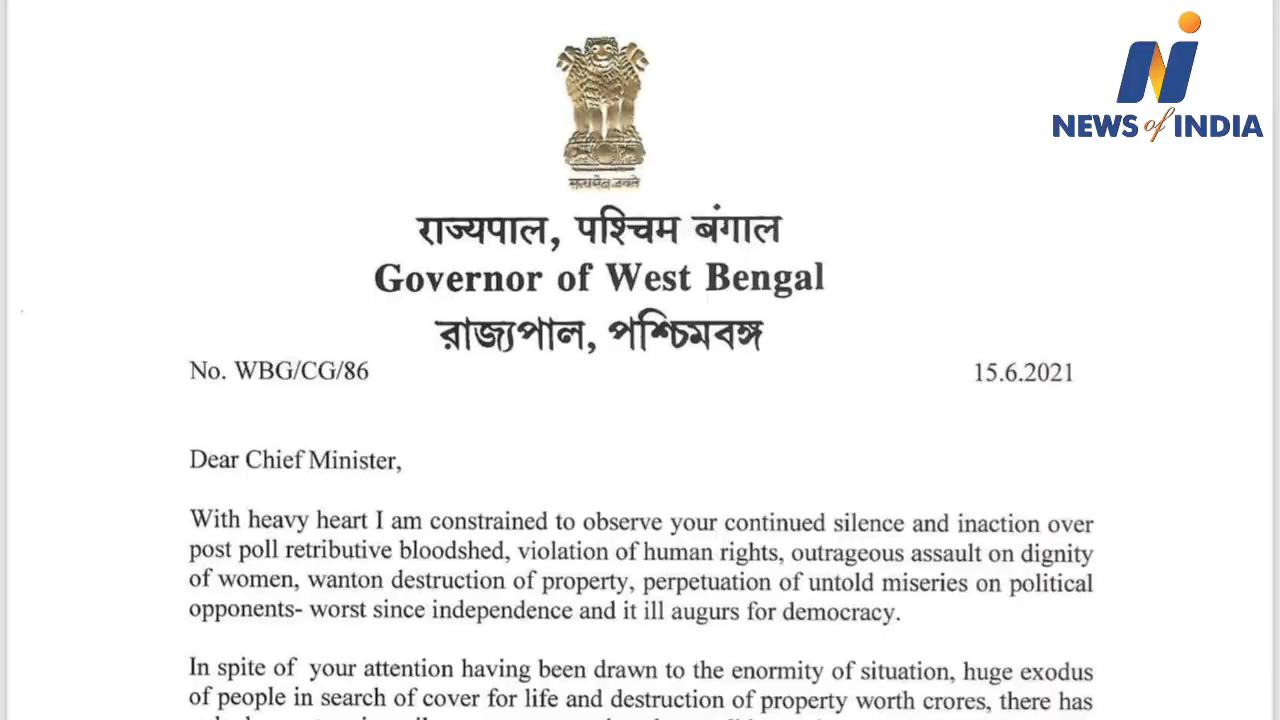 NEWS of INDIA
सत्यमेव जयते
राज्यपाल, पश्चिम बंगाल
Governor of West Bengal
রাজ্যপাল, পশ্চিমবঙ্গ
No. WBG/CG/86 15.6.2021
Dear Chief Minister,
With heavy heart I am constrained to observe your continued silence and inaction over
post poll retributive bloodshed, violation of human rights, outrageous assault on dignity
of women, wanton destruction of property, perpetuation of untold miseries on political
opponents- worst since independence and it ill augurs for democracy.
In spite of your attention having been drawn to the enormity of situation, huge exodus
of people in search of cover for life and destruction of property worth crores, there has